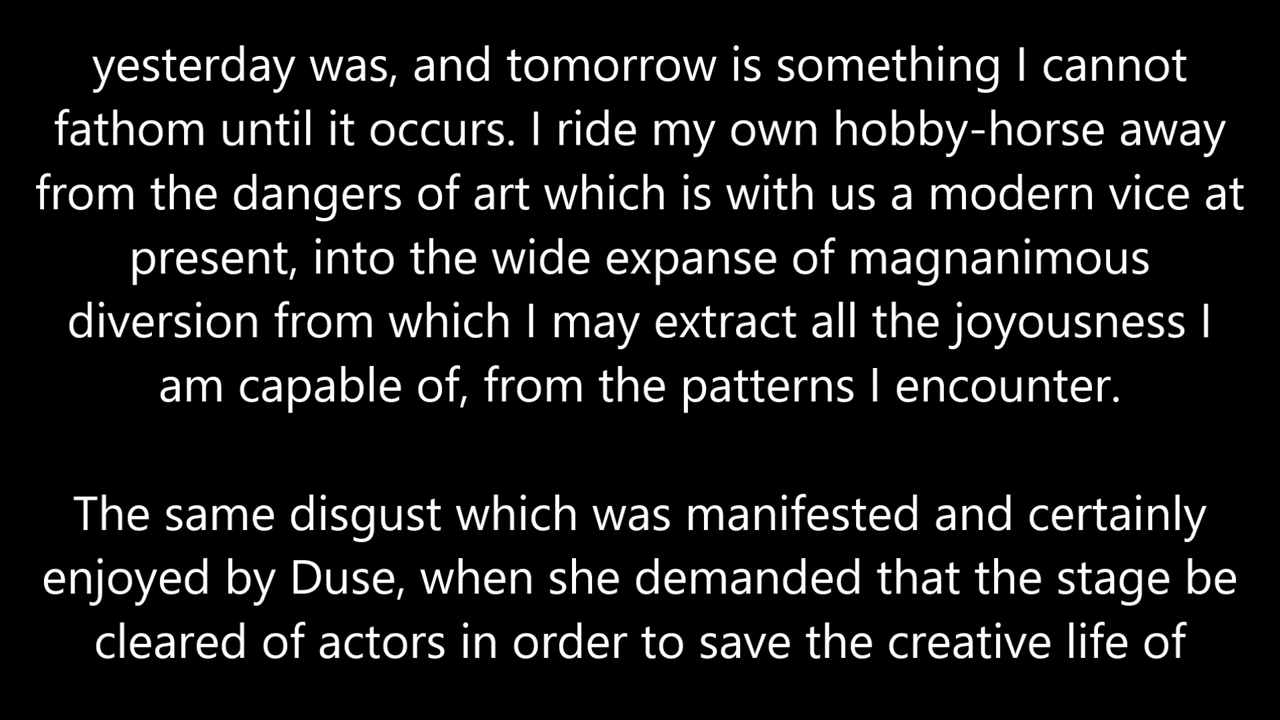 yesterday was, and tomorrow is something I cannot
fathom until it occurs. I ride my own hobby-horse away
from the dangers of art which is with us a modern vice at
present, into the wide expanse of magnanimous
diversion from which I may extract all the joyousness I
am capable of, from the patterns I encounter.
The same disgust which was manifested and certainly
enjoyed by Duse, when she demanded that the stage be
cleared of actors in order to save the creative life of